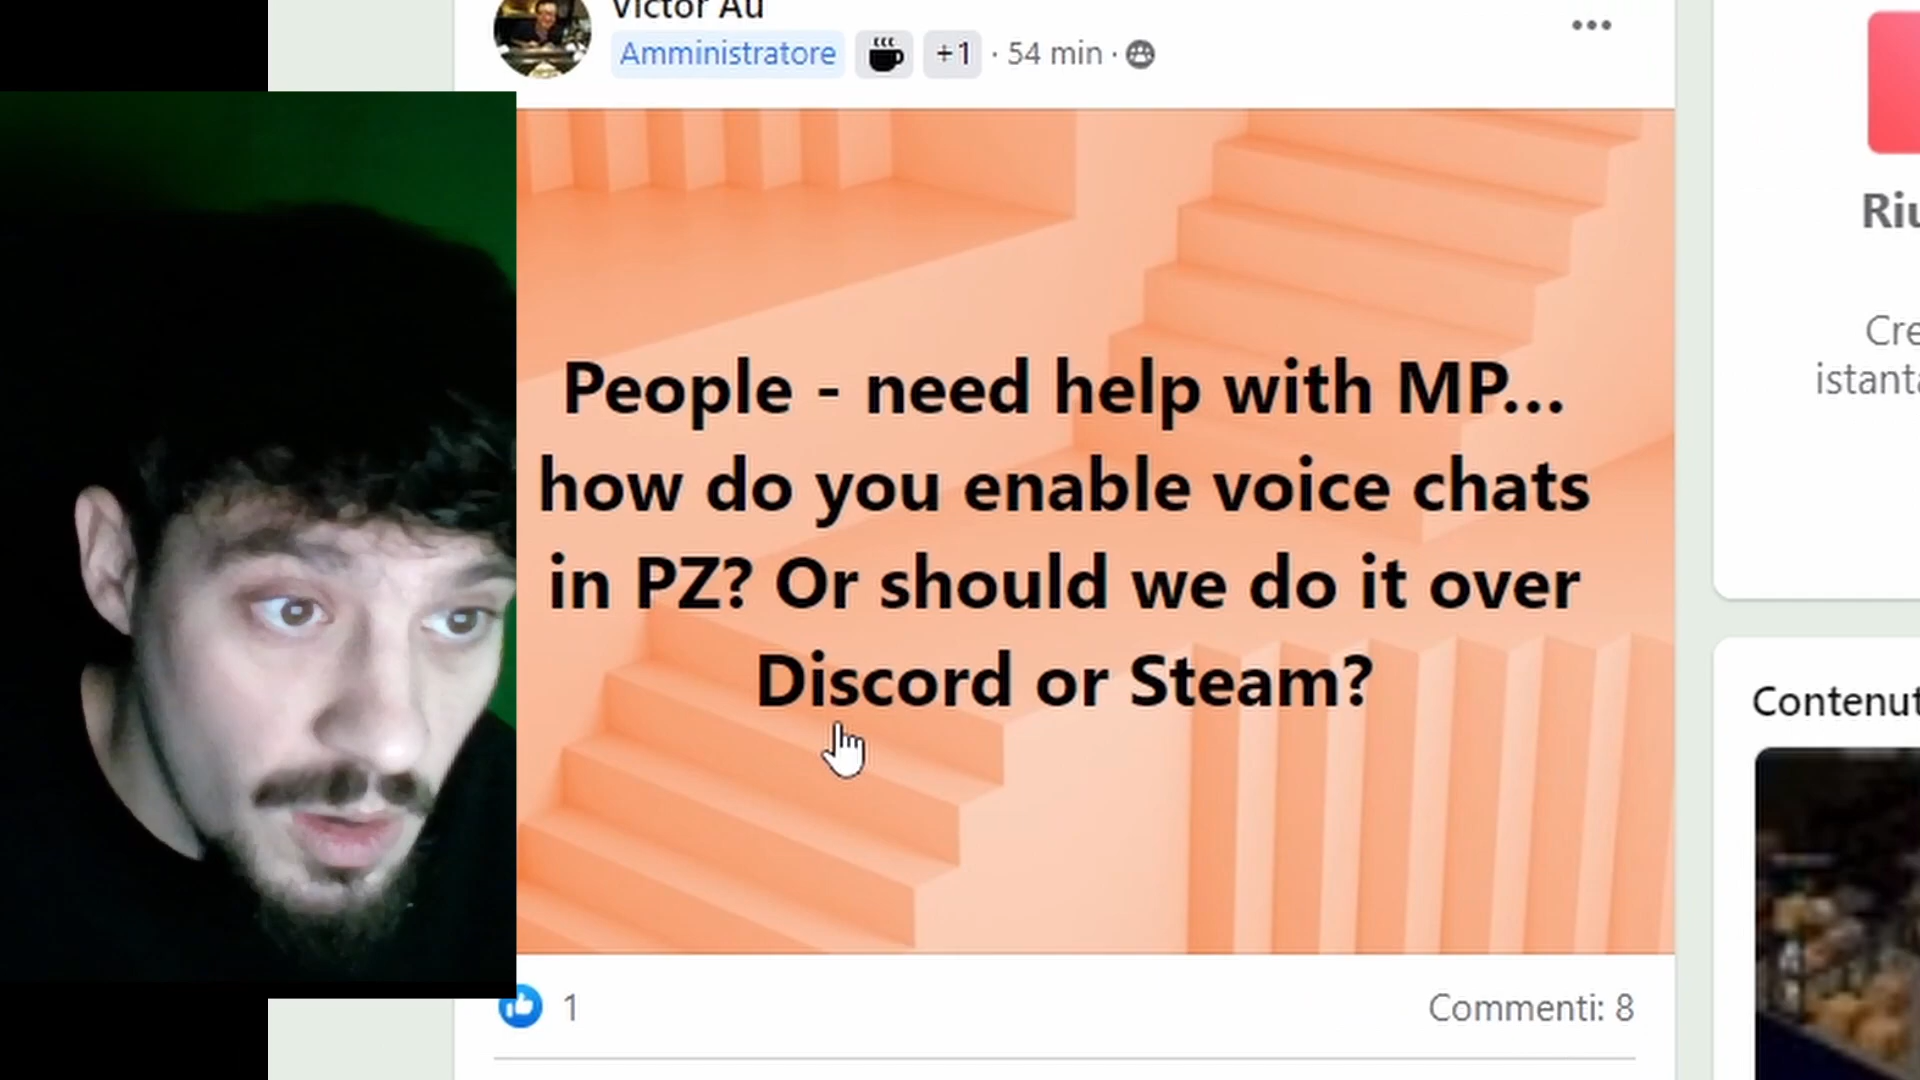 Victor Au
Amministratore +1 · 54 min ·
People - need help with MP...
how do you enable voice chats
in PZ? Or should we do it over
Discord or Steam?
1
Commenti: 8
Riu
Cre
istanta
Contenut